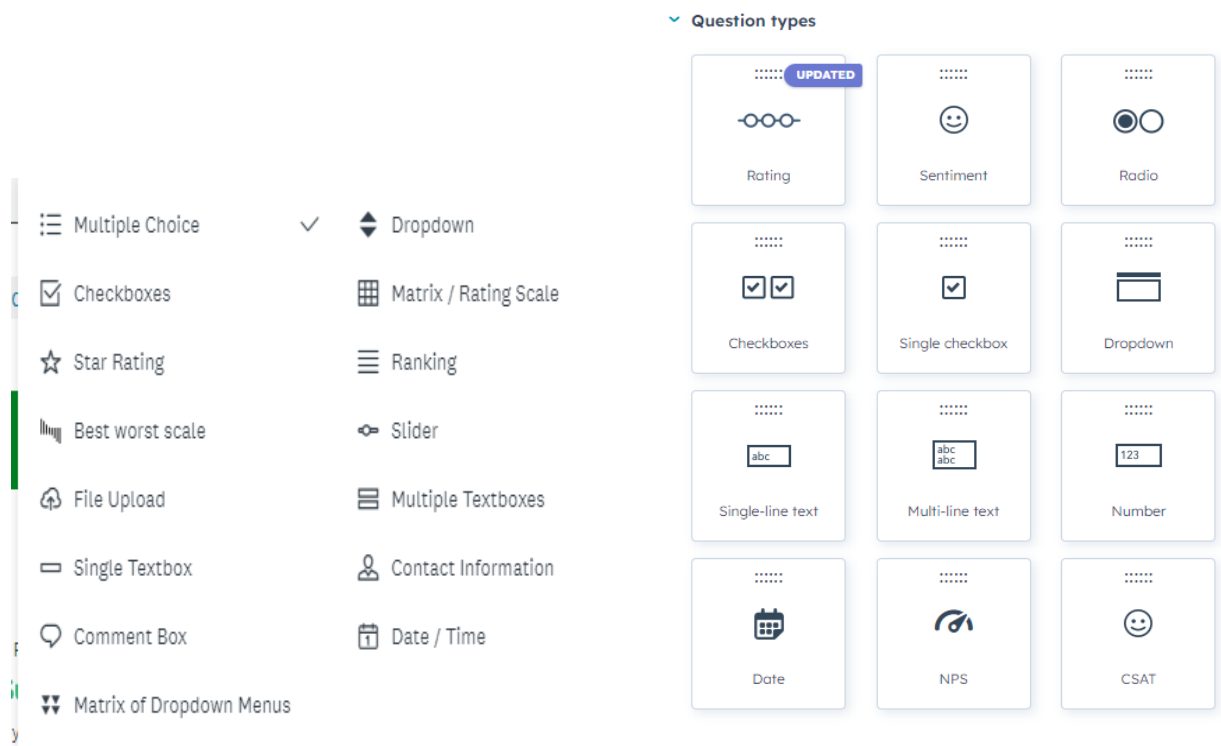 Multiple Choice
Dropdown
Checkboxes
Matrix / Rating Scale
Star Rating
Ranking
Best worst scale
Slider
File Upload
Multiple Textboxes
Single Textbox
Contact Information
Comment Box
Date / Time
1
Matrix of Dropdown Menus
Question types
UPDATED
Rating
Sentiment
Radio
Checkboxes
Single checkbox
Dropdown
abc
abc
abc
123
Single-line text
Multi-line text
Number
Date
NPS
CSAT